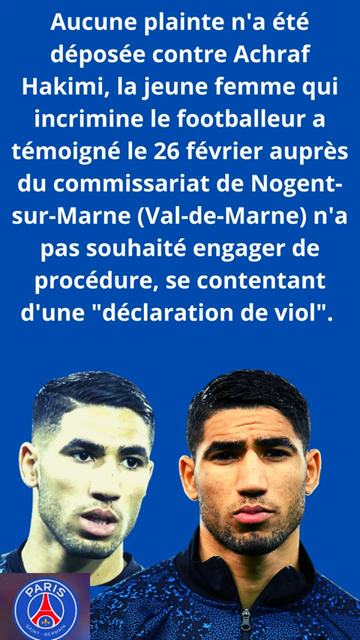 Aucune plainte n'a été
déposée contre Achraf
Hakimi, la jeune femme qui
incrimine le footballeur a
témoigné le 26 février auprès
du commissariat de Nogent-
sur-Marne (Val-de-Marne) n'a
pas souhaité engager de
procédure, se contentant
d'une "déclaration de viol".
PARIS
SAINT-GERMAIN